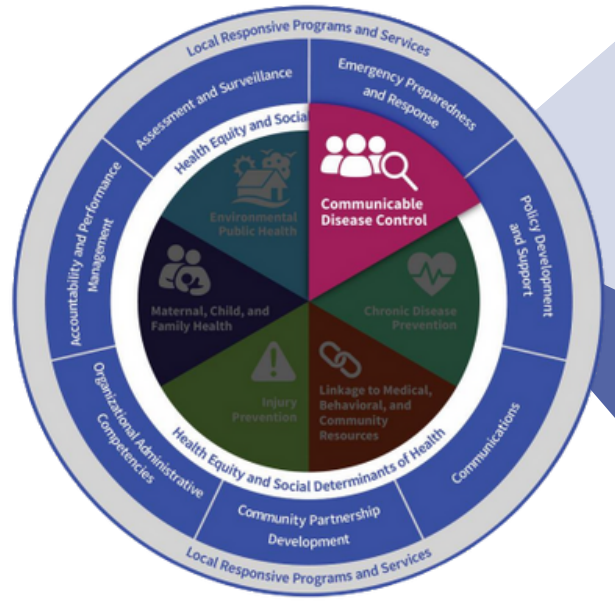 Local Responsive Programs and Services
Assessment and Surveillance
Emergency Preparedness
and Response
Health Equity and Social
Environmental
Public Health
Communicable
Disease Control
Accountability and Performance
Management
Policy Development
and Support
Maternal, Child, and
Family Health
Chronic Disease
Prevention
Injury
Prevention
Linkage to Medical,
Behavioral, and
Community
Resources
Organizational Administrative
Competencies
Health Equity and Social Determinants of Health
Communications
Community Partnership
Development
Local Responsive Programs and Services